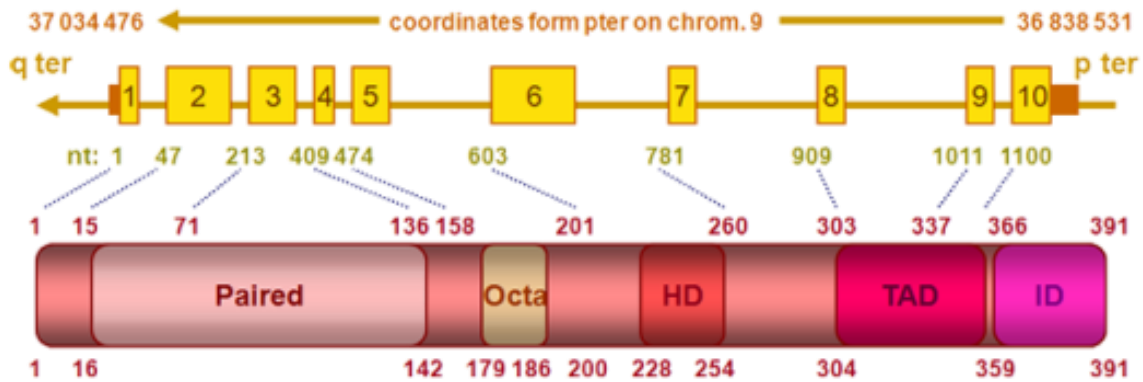 37 034 476 coordinates form pter on chrom. 9 36 838 531
q ter p ter
1 2 3 4 5 6 7 8 9 10
nt: 1 47 213 409 474 603 781 909 1011 1100
1 15 71 136 158 201 260 303 337 366 391
Paired Octa HD TAD ID
1 16 142 179 186 200 228 254 304 359 391